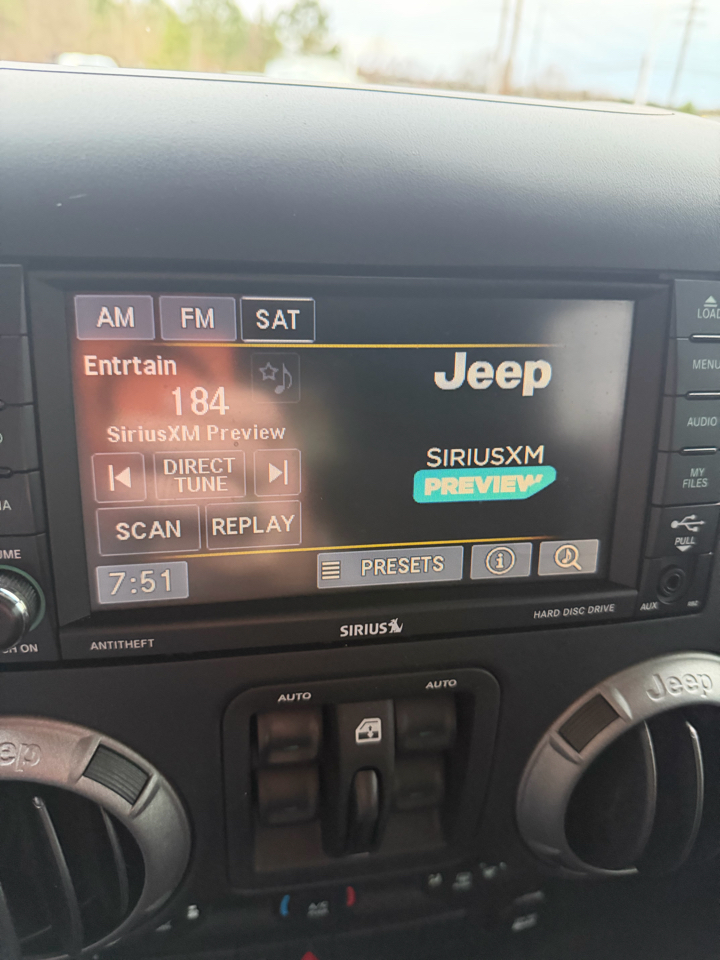 AM FM SAT
Entrtain
184
SiriusXM Preview
DIRECT
TUNE
SCAN REPLAY
7:51
Jeep
SIRIUSXM
PREVIEW
PRESETS
LOAD
MENU
AUDIO
MY
FILES
PULL
AUX
ANTITHEFT
SIRIUS
HARD DISC DRIVE
AUTO
AUTO
Jeep
A/C